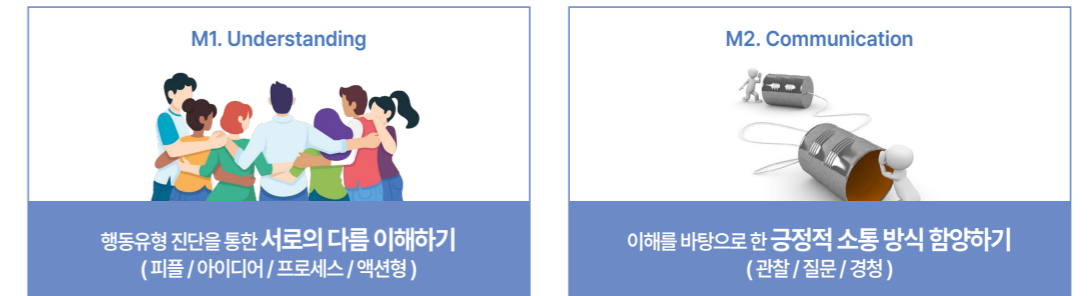 M1. Understanding
행동유형 진단을 통한 서로의 다름 이해하기
( 피플 / 아이디어 / 프로세스 / 액션형 )
M2. Communication
이해를 바탕으로 한 긍정적 소통 방식 함양하기
( 관찰 / 질문 / 경청 )